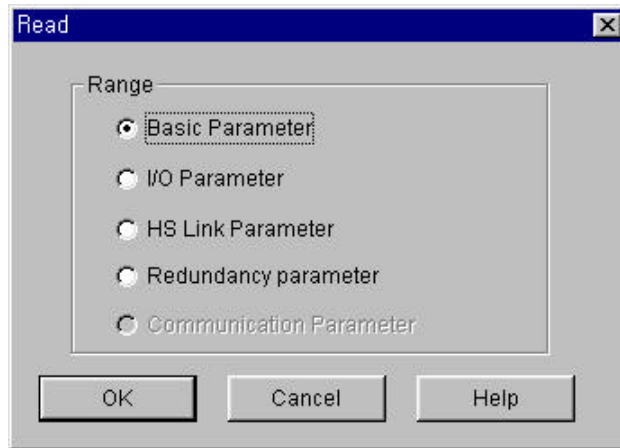 Read
Range
Basic Parameter
I/O Parameter
HS Link Parameter
Redundancy parameter
Communication Parameter
OK Cancel Help